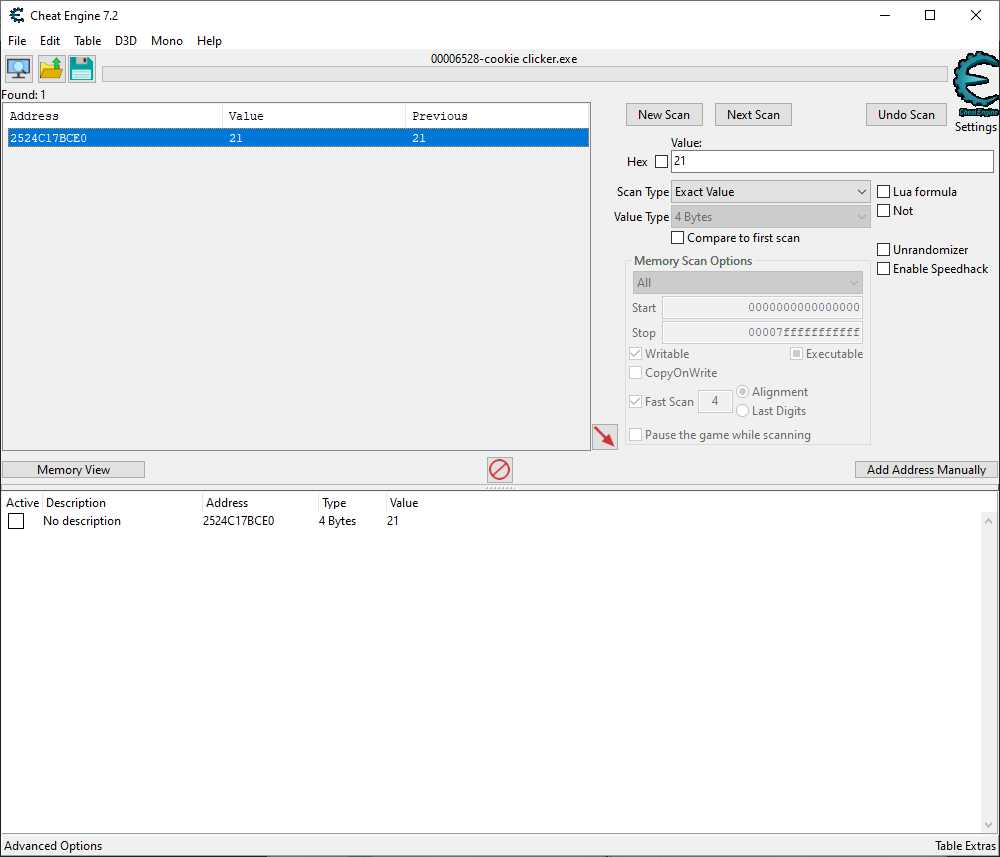 Cheat Engine 7.2
File Edit Table D3D Mono Help
00006528-cookie clicker.exe
Found: 1
Address Value Previous
2524C17BCE0 21 21
New Scan Next Scan Undo Scan
Cheat Engine
Settings
Value:
Hex 21
Scan Type Exact Value Lua formula
Value Type 4 Bytes Not
Compare to first scan
Unrandomizer
Enable Speedhack
Memory Scan Options
All
Start 0000000000000000
Stop 00007fffffffffff
Writable Executable
CopyOnWrite
Fast Scan 4 Alignment
Last Digits
Pause the game while scanning
Memory View Add Address Manually
Active Description Address Type Value
No description 2524C17BCE0 4 Bytes 21
Advanced Options Table Extras